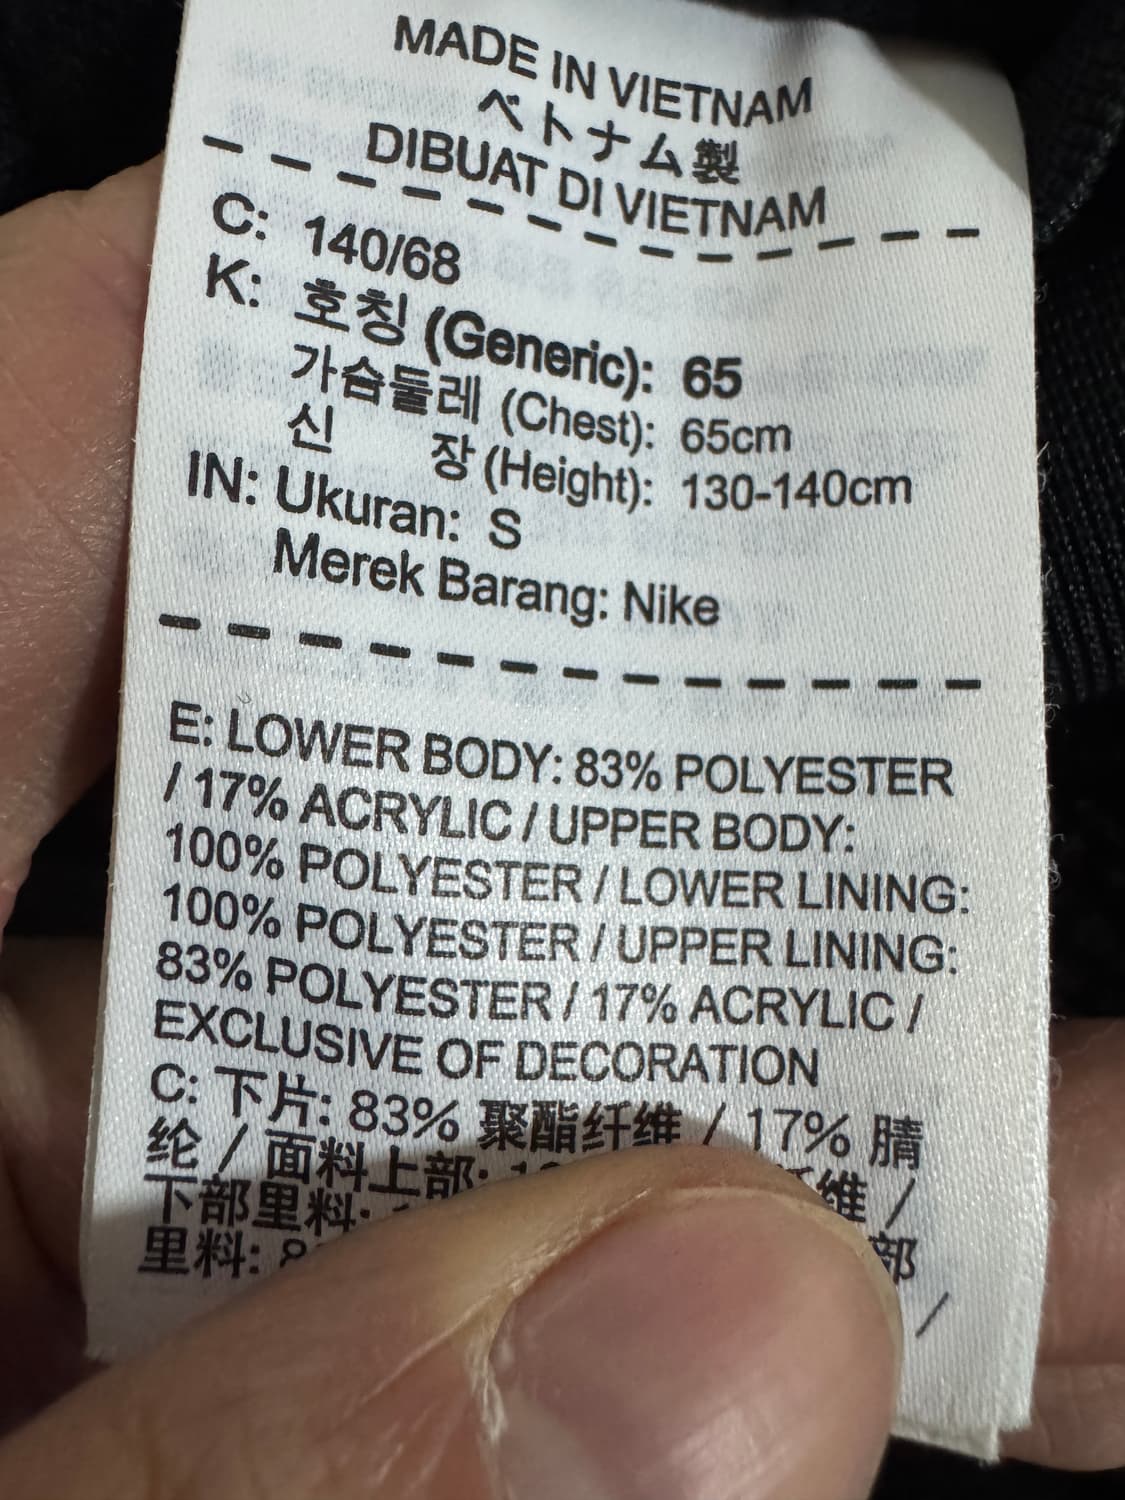 MADE IN VIETNAM
ベトナム製
DIBUAT DI VIETNAM
C: 140/68
K: 호칭 (Generic): 65
가슴둘레 (Chest): 65cm
신 장 (Height): 130-140cm
IN: Ukuran: S
Merek Barang: Nike
E: LOWER BODY: 83% POLYESTER
/ 17% ACRYLIC / UPPER BODY:
100% POLYESTER / LOWER LINING:
100% POLYESTER / UPPER LINING:
83% POLYESTER / 17% ACRYLIC /
EXCLUSIVE OF DECORATION
C: 下片: 83% 聚酯纤维 / 17% 腈
纶 / 面料上部:
下部里料: 维 /
里料: 部
/